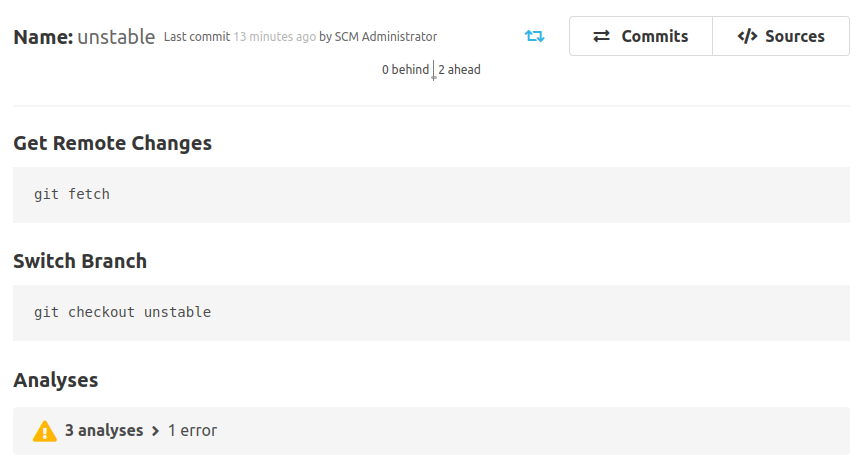 Name: unstable Last commit 13 minutes ago by SCM Administrator Commits </> Sources
0 behind 2 ahead
Get Remote Changes
git fetch
Switch Branch
git checkout unstable
Analyses
3 analyses > 1 error